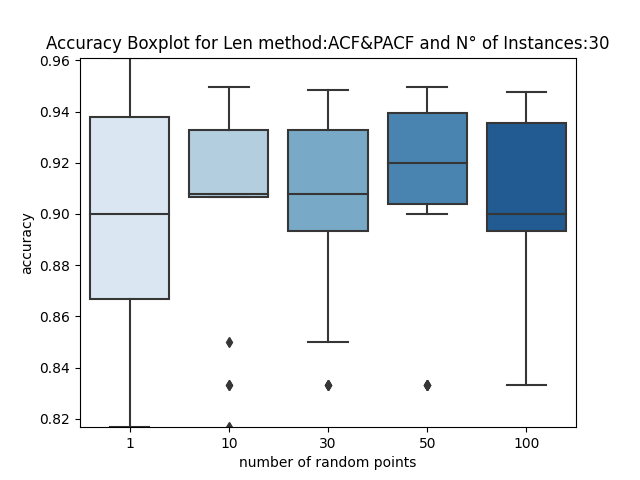 Accuracy Boxplot for Len method:ACF&PACF and N° of Instances:30
0.96
0.94
0.92
0.90
0.88
0.86
0.84
0.82
accuracy
1 10 30 50 100
number of random points